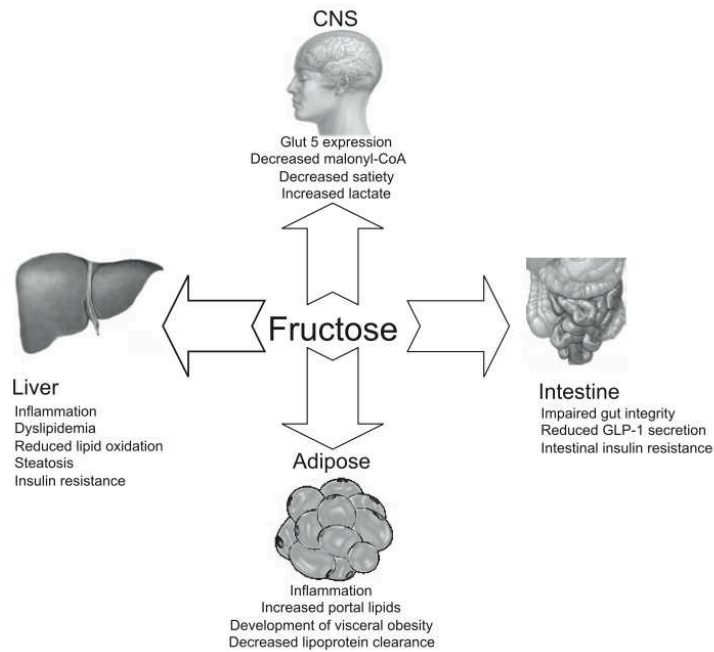 CNS
Glut 5 expression
Decreased malonyl-CoA
Decreased satiety
Increased lactate
Fructose
Liver
Inflammation
Dyslipidemia
Reduced lipid oxidation
Steatosis
Insulin resistance
Intestine
Impaired gut integrity
Reduced GLP-1 secretion
Intestinal insulin resistance
Adipose
Inflammation
Increased portal lipids
Development of visceral obesity
Decreased lipoprotein clearance